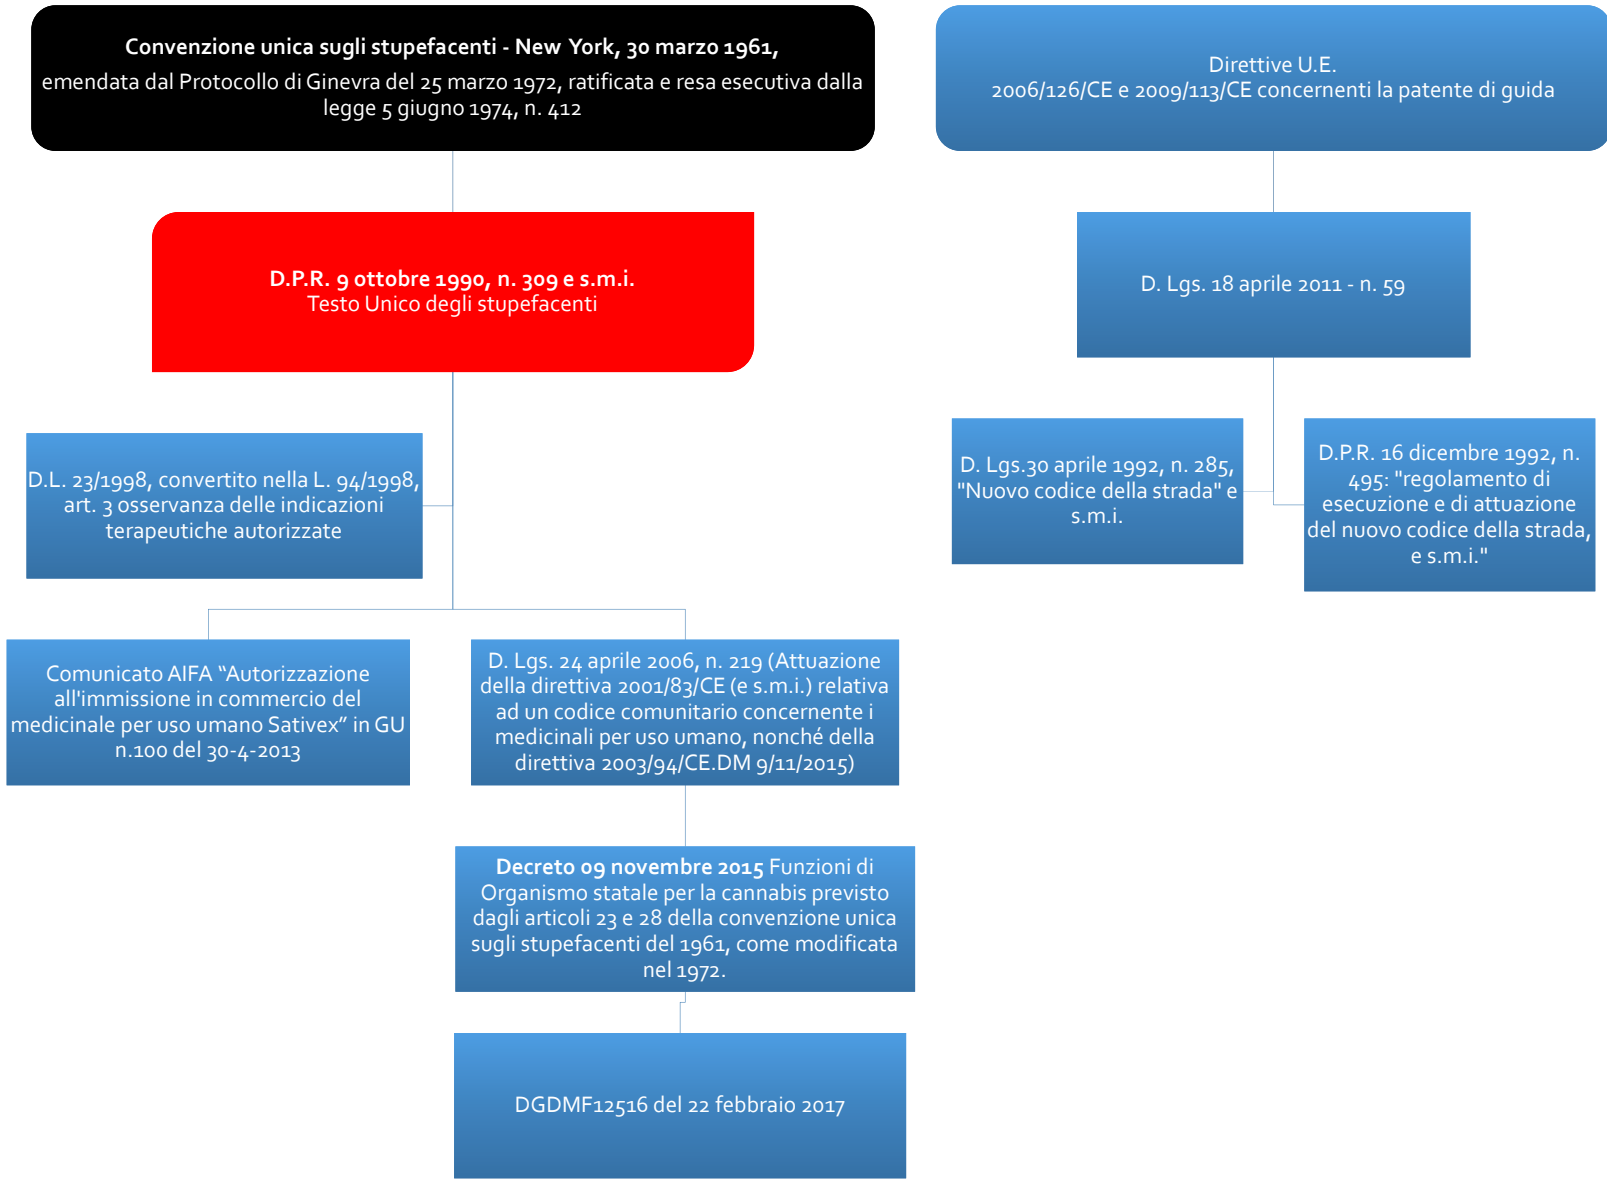 Convenzione unica sugli stupefacenti - New York, 30 marzo 1961,
emendata dal Protocollo di Ginevra del 25 marzo 1972, ratificata e resa esecutiva dalla
legge 5 giugno 1974, n. 412
Direttive U.E.
2006/126/CE e 2009/113/CE concernenti la patente di guida
D.P.R. 9 ottobre 1990, n. 309 e s.m.i.
Testo Unico degli stupefacenti
D. Lgs. 18 aprile 2011 - n. 59
D.L. 23/1998, convertito nella L. 94/1998,
art. 3 osservanza delle indicazioni
terapeutiche autorizzate
D. Lgs.30 aprile 1992, n. 285,
"Nuovo codice della strada" e
s.m.i.
D.P.R. 16 dicembre 1992, n.
495: "regolamento di
esecuzione e di attuazione
del nuovo codice della strada,
e s.m.i."
Comunicato AIFA “Autorizzazione
all'immissione in commercio del
medicinale per uso umano Sativex” in GU
n.100 del 30-4-2013
D. Lgs. 24 aprile 2006, n. 219 (Attuazione
della direttiva 2001/83/CE (e s.m.i.) relativa
ad un codice comunitario concernente i
medicinali per uso umano, nonché della
direttiva 2003/94/CE.DM 9/11/2015)
Decreto 09 novembre 2015 Funzioni di
Organismo statale per la cannabis previsto
dagli articoli 23 e 28 della convenzione unica
sugli stupefacenti del 1961, come modificata
nel 1972.
DGDMF12516 del 22 febbraio 2017